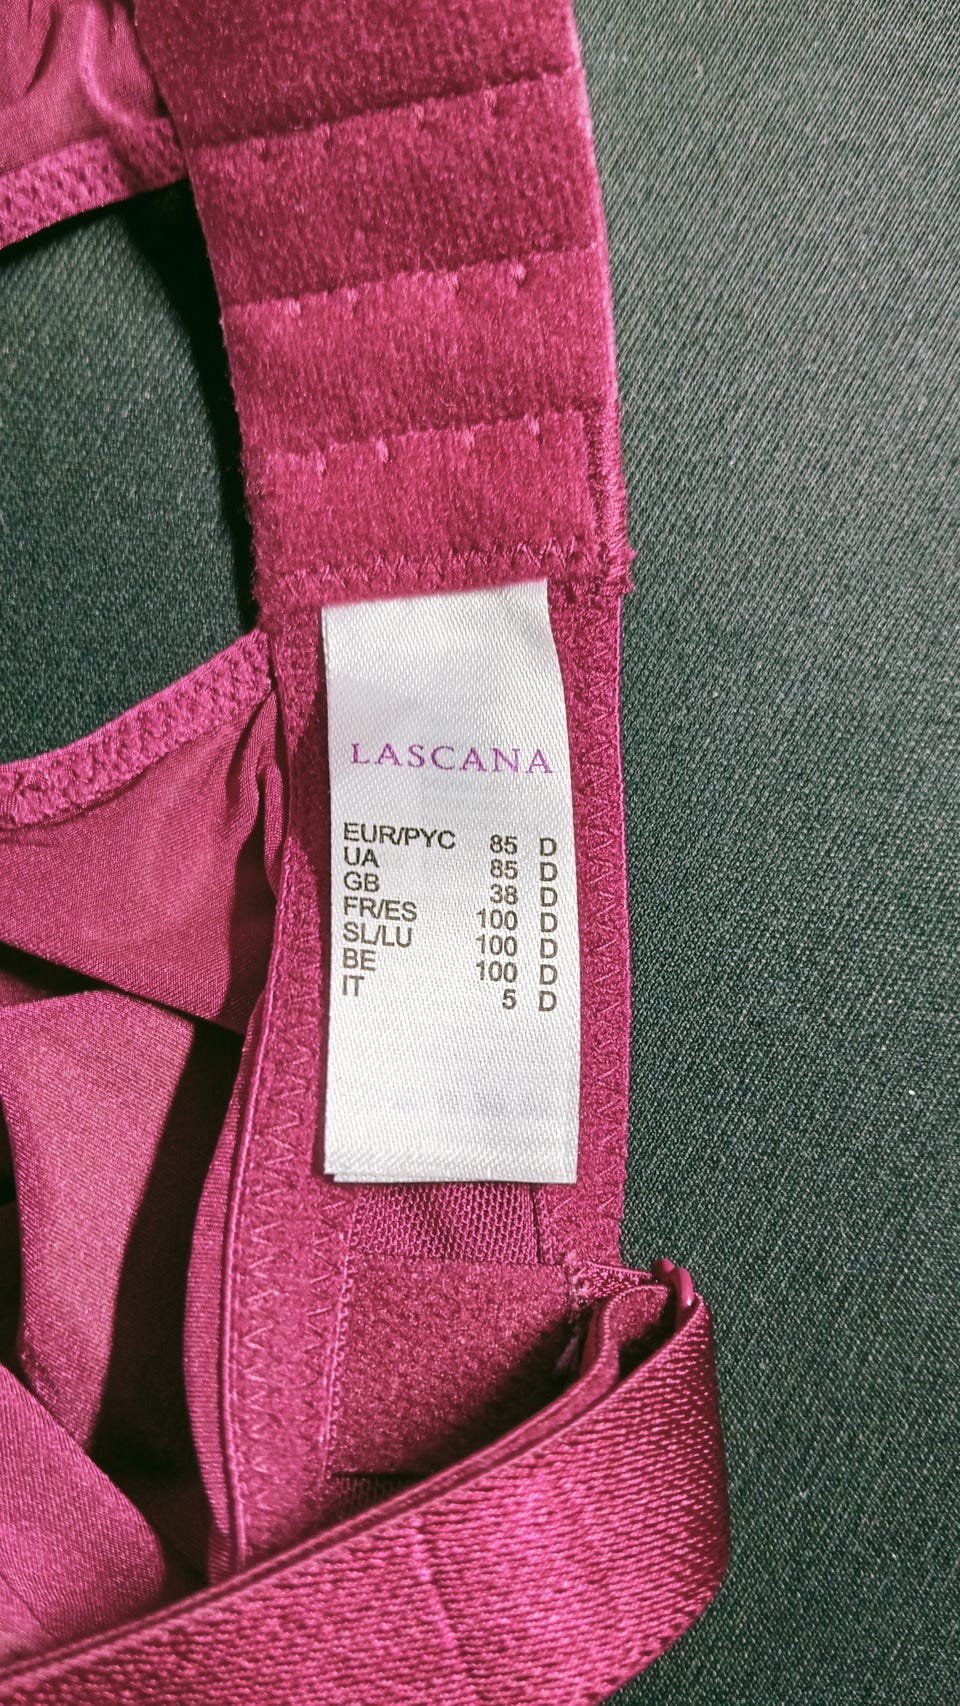 LASCANA
EUR/PYC 85 D
UA 85 D
GB 38 D
FR/ES 100 D
SL/LU 100 D
BE 100 D
IT 5 D